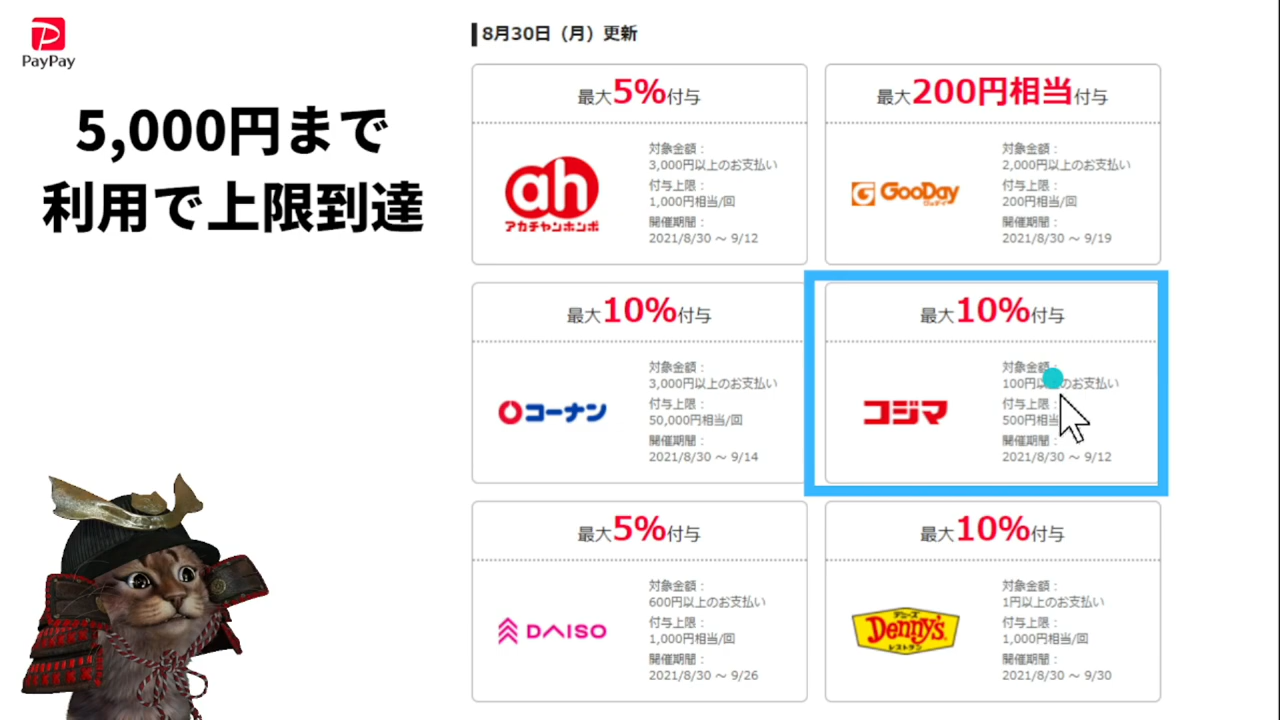 PayPay
5,000円まで
利用で上限到達
8月30日（月）更新
最大5%付与
ah
アカチャンホンポ
対象金額：
3,000円以上のお支払い
付与上限：
1,000円相当/回
開催期間：
2021/8/30 ～ 9/12
最大200円相当付与
GooDay
グッデイ
対象金額：
2,000円以上のお支払い
付与上限：
200円相当/回
開催期間：
2021/8/30 ～ 9/19
最大10%付与
コーナン
対象金額：
3,000円以上のお支払い
付与上限：
50,000円相当/回
開催期間：
2021/8/30 ～ 9/14
最大10%付与
コジマ
対象金額：
100円以上のお支払い
付与上限：
500円相当
開催期間：
2021/8/30 ～ 9/12
最大5%付与
DAISO
対象金額：
600円以上のお支払い
付与上限：
1,000円相当/回
開催期間：
2021/8/30 ～ 9/26
最大10%付与
デニーズ
Denny's
レストラン
対象金額：
1円以上のお支払い
付与上限：
1,000円相当/回
開催期間：
2021/8/30 ～ 9/30